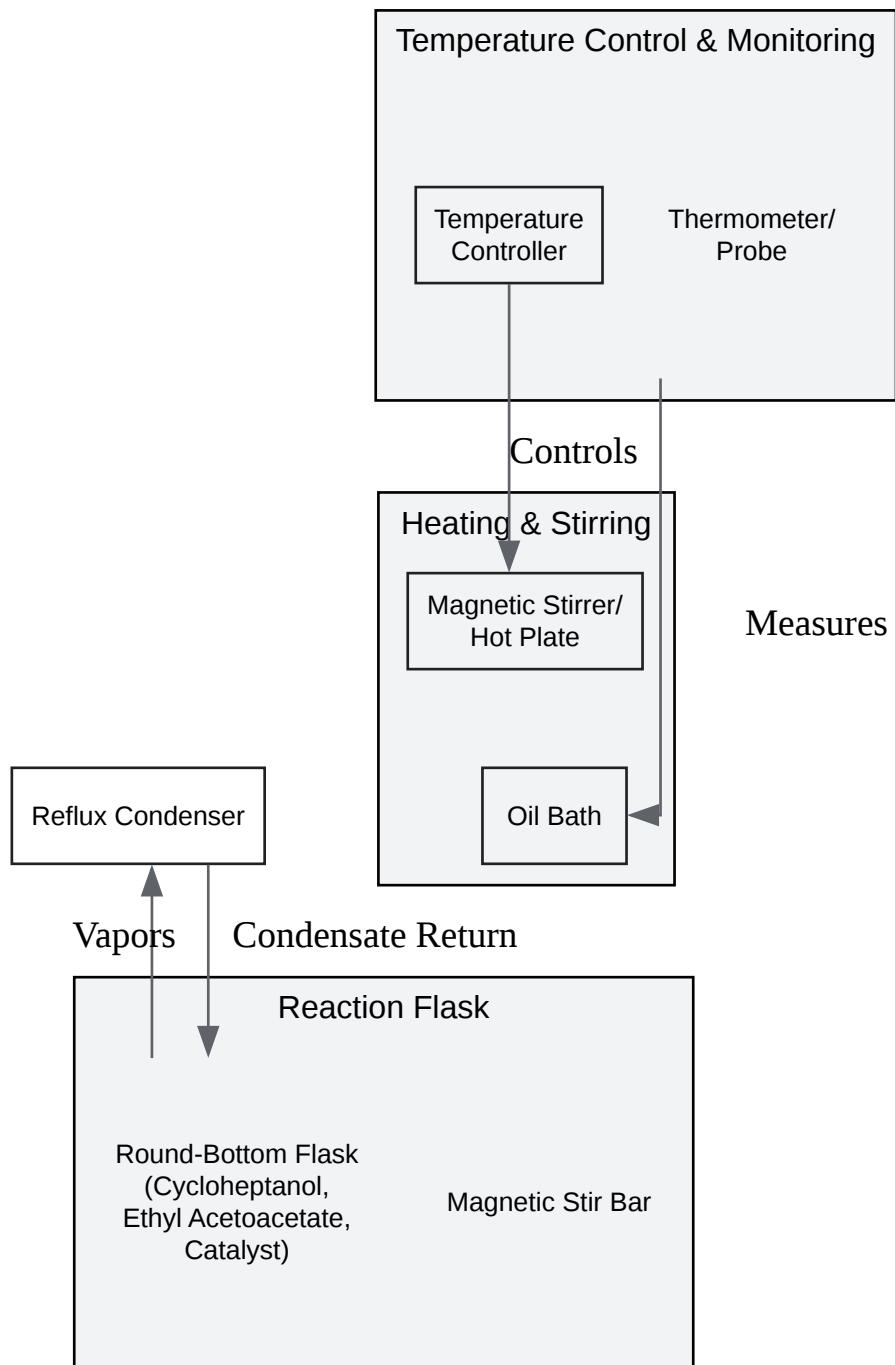 Temperature Control & Monitoring
Temperature
Controller
Thermometer/
Probe
Controls
Heating & Stirring
Magnetic Stirrer/
Hot Plate
Measures
Reflux Condenser
Oil Bath
Vapors
Condensate Return
Reaction Flask
Round-Bottom Flask
(Cycloheptanol,
Ethyl Acetoacetate,
Catalyst)
Magnetic Stir Bar